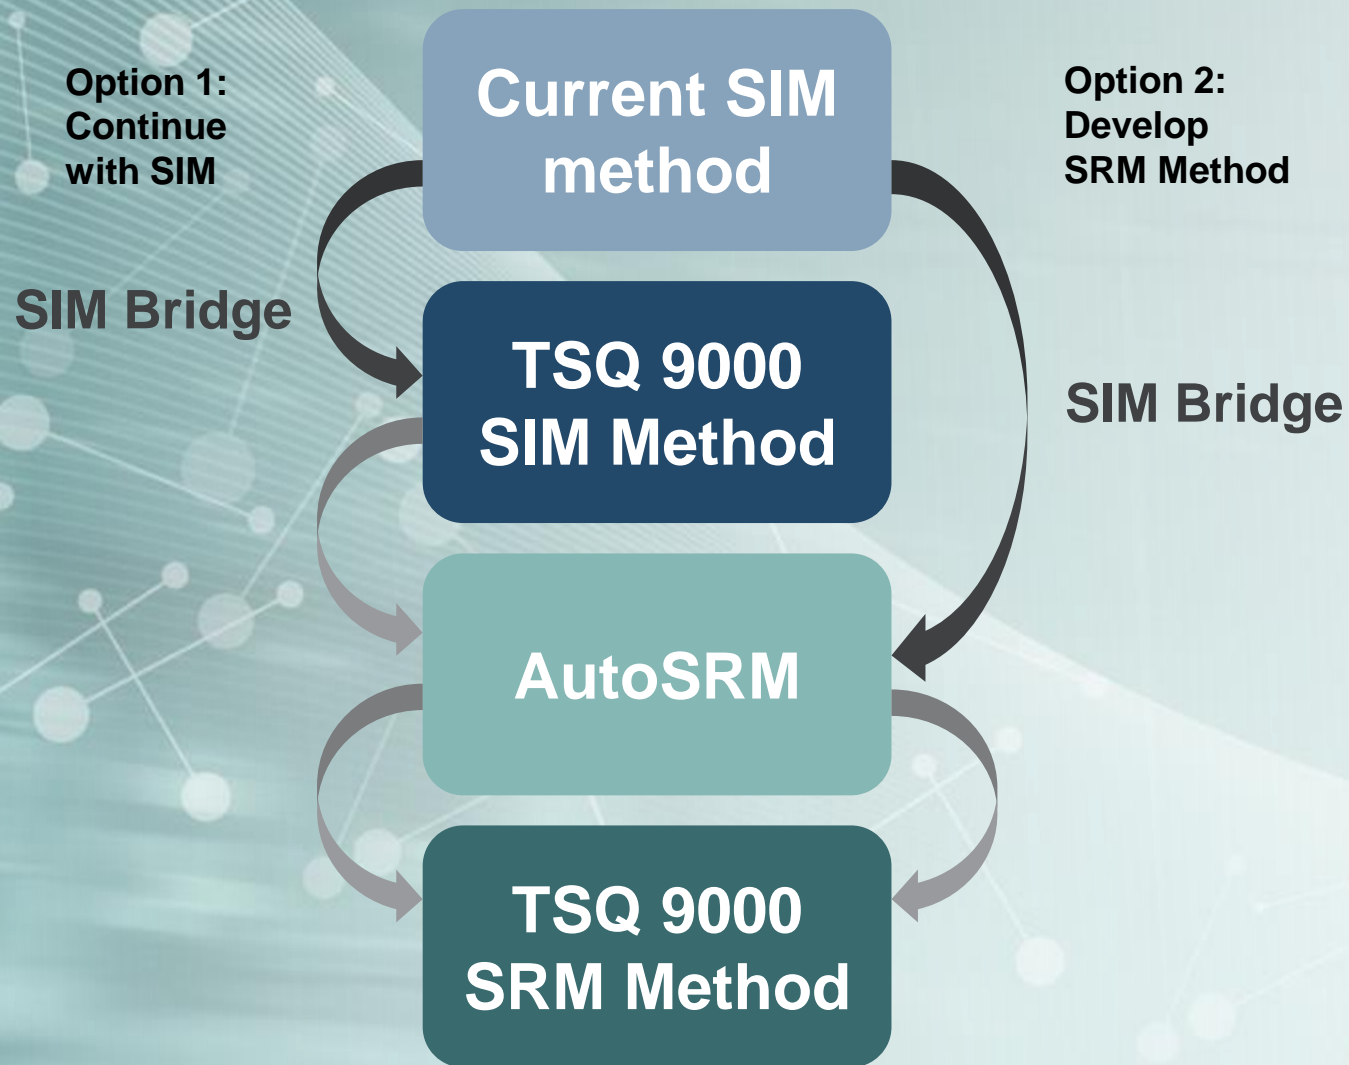 Option 1:
Continue
with SIM
Current SIM
method
Option 2:
Develop
SRM Method
SIM Bridge
TSQ 9000
SIM Method
SIM Bridge
AutoSRM
TSQ 9000
SRM Method